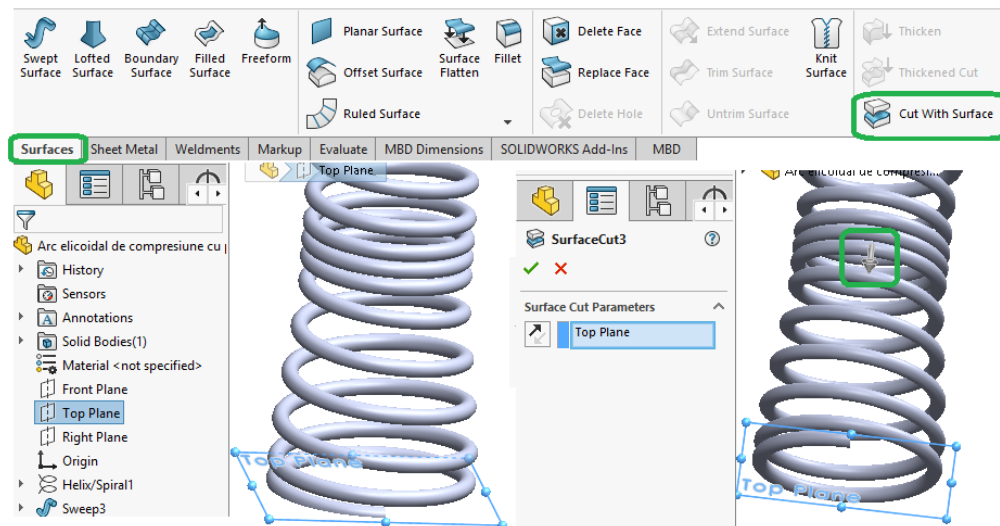 Swept Surface
Lofted Surface
Boundary Surface
Filled Surface
Freeform
Planar Surface
Offset Surface
Ruled Surface
Surface Flatten
Fillet
Delete Face
Replace Face
Delete Hole
Extend Surface
Trim Surface
Untrim Surface
Knit Surface
Thicken
Thickened Cut
Cut With Surface
Surfaces Sheet Metal Weldments Markup Evaluate MBD Dimensions SOLIDWORKS Add-Ins MBD
Arc elicoidal de compresiune cu
History
Sensors
Annotations
Solid Bodies(1)
Material <not specified>
Front Plane
Top Plane
Right Plane
Origin
Helix/Spiral1
Sweep3
Top Plane
Top Plane
SurfaceCut3
Surface Cut Parameters
Top Plane
Arc elicoidal de compresi...
Top Plane